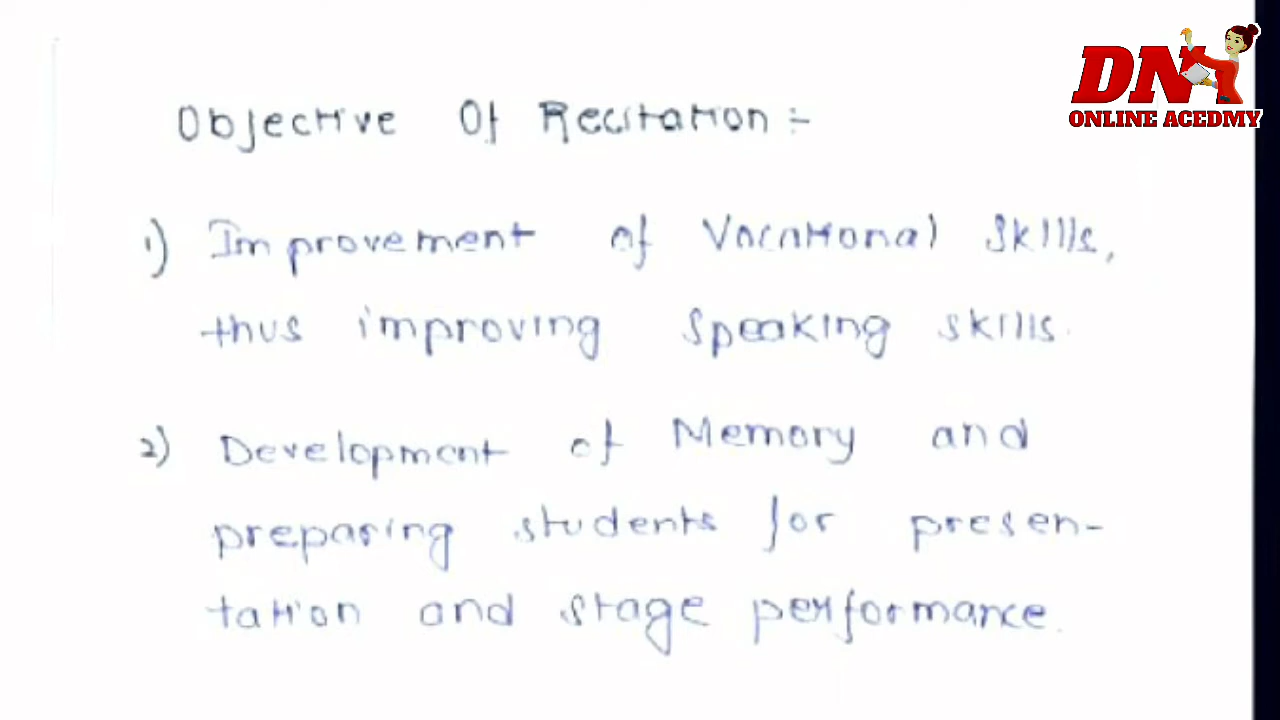 DNY
ONLINE ACEDMY
Objective Of Recitation :-
1) Improvement of Vocational Skills,
thus improving speaking skills.
2) Development of Memory and
preparing students for presen-
tation and stage performance.